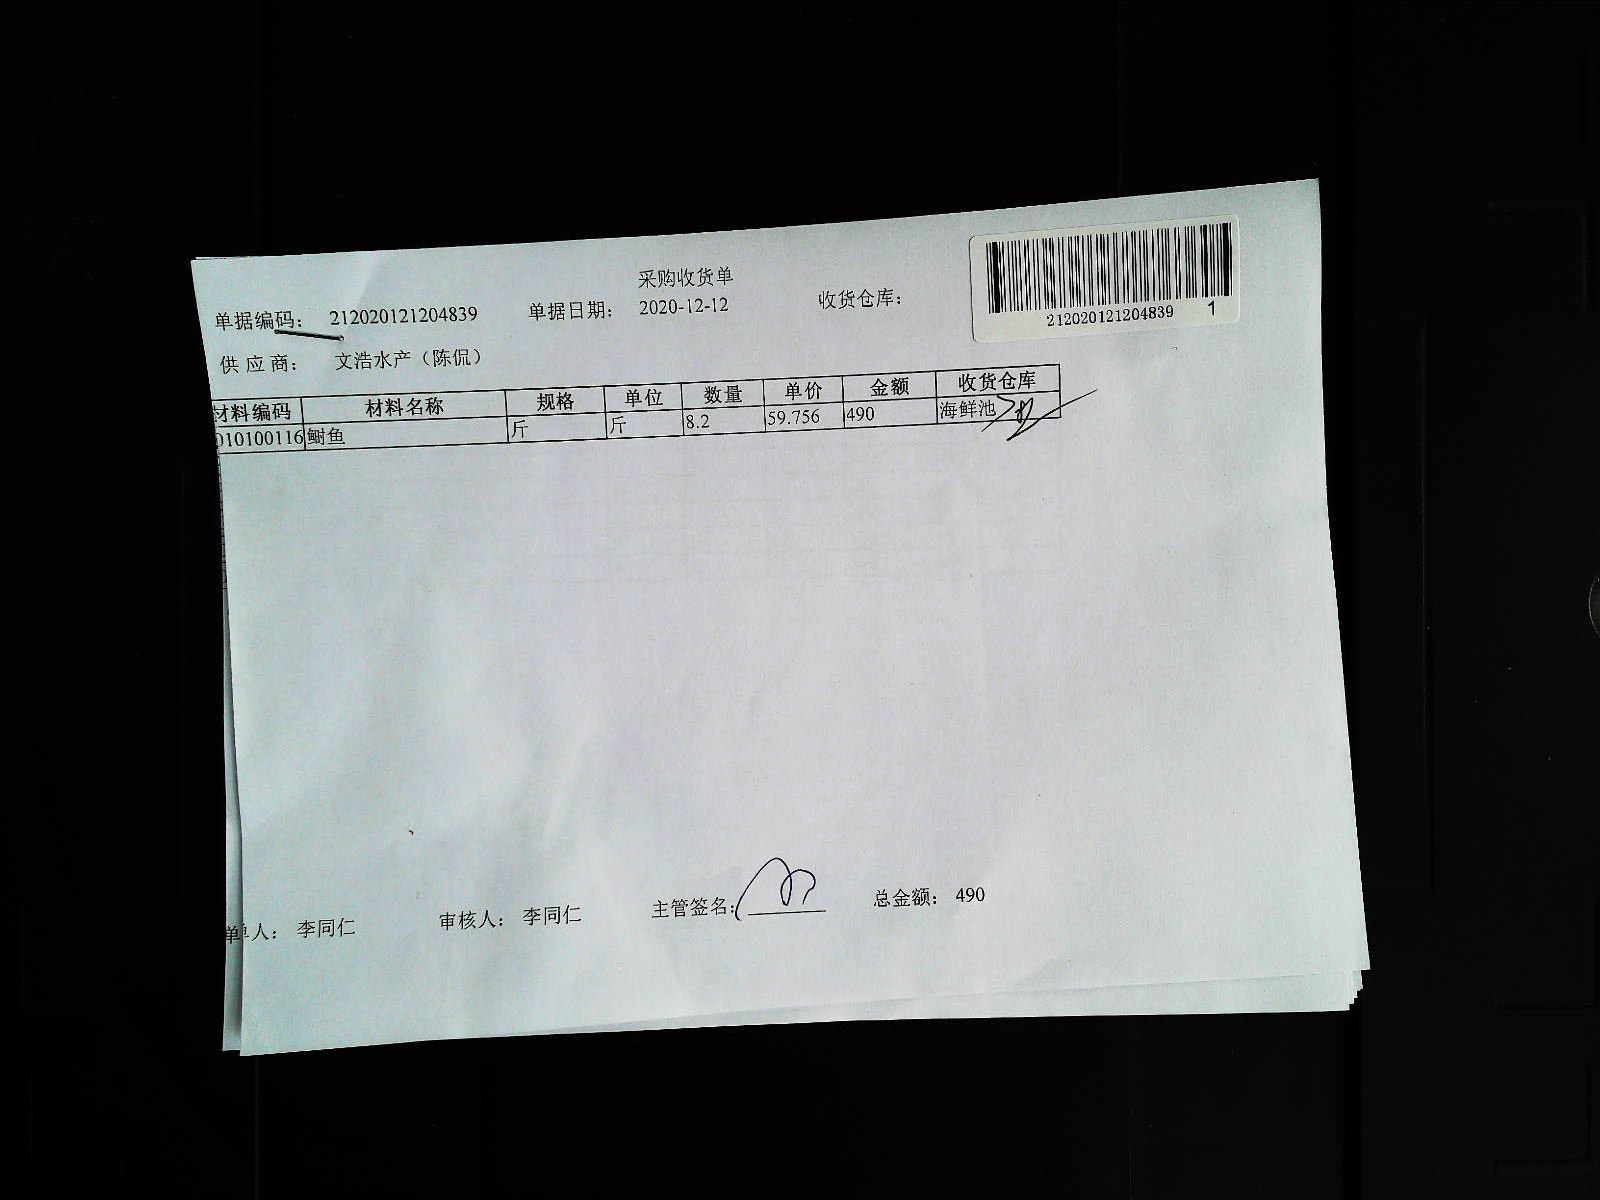 采购收货单
单据编码： 212020121204839 单据日期： 2020-12-12 收货仓库：
212020121204839 1
供应商： 文浩水产（陈侃）
材料编码 材料名称 规格 单位 数量 单价 金额 收货仓库
010100116 鲥鱼 斤 斤 8.2 59.756 490 海鲜池
单人： 李同仁 审核人： 李同仁 主管签名： 总金额： 490